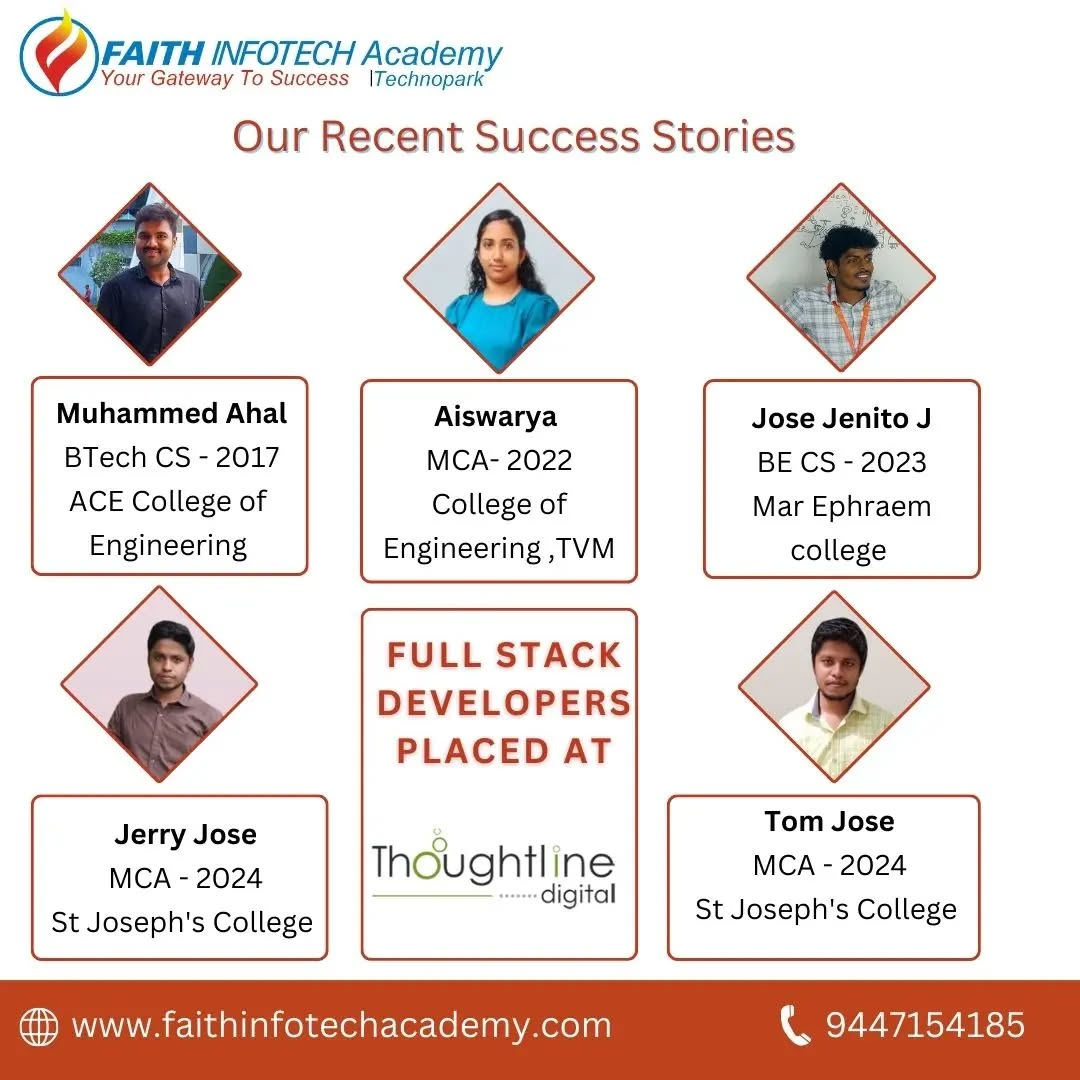 FAITH INFOTECH Academy
Your Gateway To Success |Technopark
Our Recent Success Stories
Muhammed Ahal
BTech CS - 2017
ACE College of
Engineering
Aiswarya
MCA- 2022
College of
Engineering ,TVM
Jose Jenito J
BE CS - 2023
Mar Ephraem
college
Jerry Jose
MCA - 2024
St Joseph's College
FULL STACK
DEVELOPERS
PLACED AT
Thoughtline
digital
Tom Jose
MCA - 2024
St Joseph's College
www.faithinfotechacademy.com
9447154185